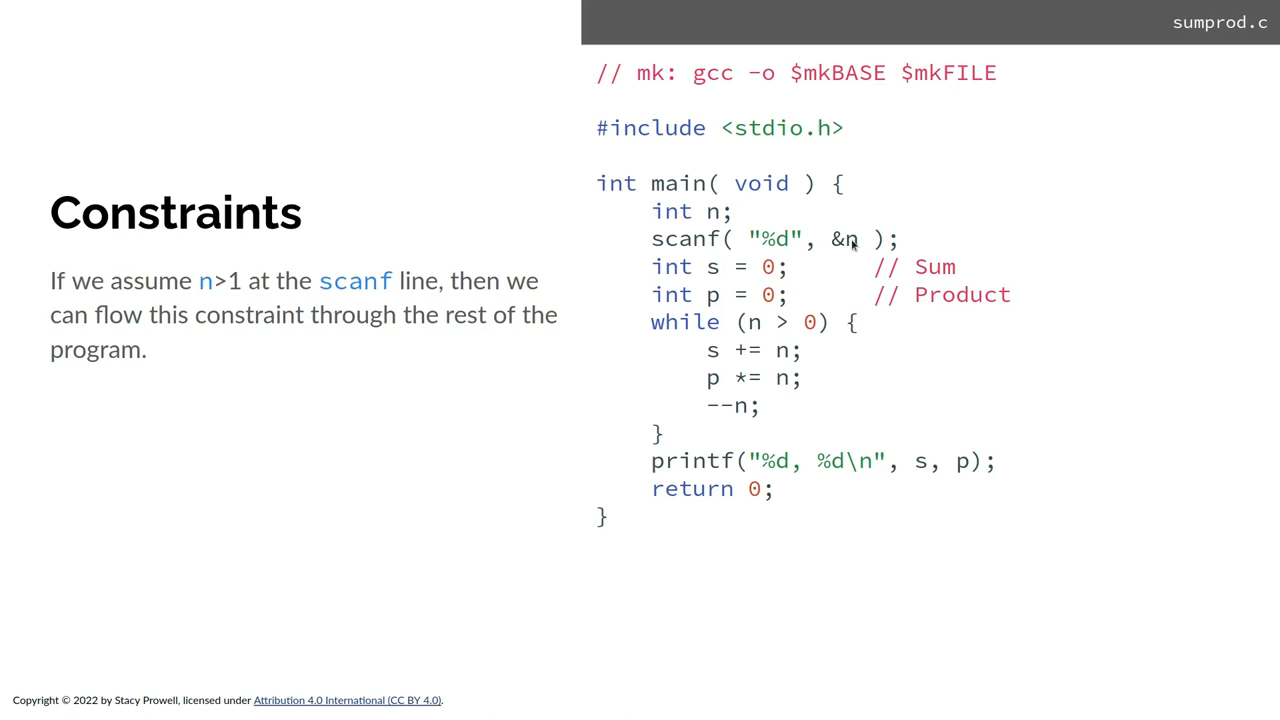 sumprod.c
Constraints
If we assume n>1 at the scanf line, then we
can flow this constraint through the rest of the
program.
// mk: gcc -o $mkBASE $mkFILE
#include <stdio.h>
int main( void ) {
    int n;
    scanf( "%d", &n );
    int s = 0;      // Sum
    int p = 0;      // Product
    while (n > 0) {
        s += n;
        p *= n;
        --n;
    }
    printf("%d, %d\n", s, p);
    return 0;
}
Copyright © 2022 by Stacy Prowell, licensed under Attribution 4.0 International (CC BY 4.0).